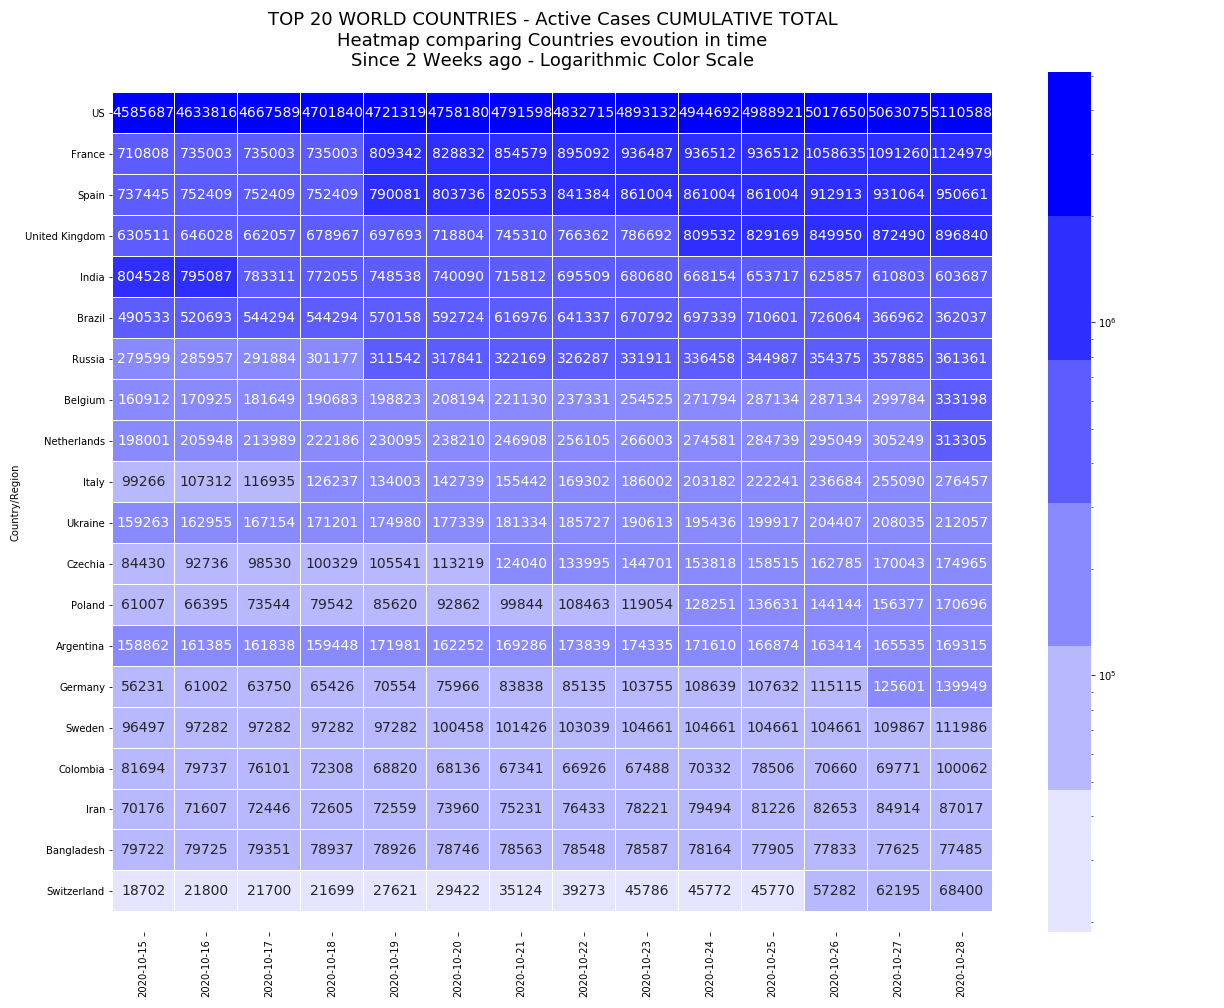 TOP 20 WORLD COUNTRIES - Active Cases CUMULATIVE TOTAL
Heatmap comparing Countries evoution in time
Since 2 Weeks ago - Logarithmic Color Scale
Country/Region
US 4585687 4633816 4667589 4701840 4721319 4758180 4791598 4832715 4893132 4944692 4988921 5017650 5063075 5110588
France 710808 735003 735003 735003 809342 828832 854579 895092 936487 936512 936512 1058635 1091260 1124979
Spain 737445 752409 752409 752409 790081 803736 820553 841384 861004 861004 861004 912913 931064 950661
United Kingdom 630511 646028 662057 678967 697693 718804 745310 766362 786692 809532 829169 849950 872490 896840
India 804528 795087 783311 772055 748538 740090 715812 695509 680680 668154 653717 625857 610803 603687
Brazil 490533 520693 544294 544294 570158 592724 616976 641337 670792 697339 710601 726064 366962 362037
Russia 279599 285957 291884 301177 311542 317841 322169 326287 331911 336458 344987 354375 357885 361361
Belgium 160912 170925 181649 190683 198823 208194 221130 237331 254525 271794 287134 287134 299784 333198
Netherlands 198001 205948 213989 222186 230095 238210 246908 256105 266003 274581 284739 295049 305249 313305
Italy 99266 107312 116935 126237 134003 142739 155442 169302 186002 203182 222241 236684 255090 276457
Ukraine 159263 162955 167154 171201 174980 177339 181334 185727 190613 195436 199917 204407 208035 212057
Czechia 84430 92736 98530 100329 105541 113219 124040 133995 144701 153818 158515 162785 170043 174965
Poland 61007 66395 73544 79542 85620 92862 99844 108463 119054 128251 136631 144144 156377 170696
Argentina 158862 161385 161838 159448 171981 162252 169286 173839 174335 171610 166874 163414 165535 169315
Germany 56231 61002 63750 65426 70554 75966 83838 85135 103755 108639 107632 115115 125601 139949
Sweden 96497 97282 97282 97282 97282 100458 101426 103039 104661 104661 104661 104661 109867 111986
Colombia 81694 79737 76101 72308 68820 68136 67341 66926 67488 70332 78506 70660 69771 100062
Iran 70176 71607 72446 72605 72559 73960 75231 76433 78221 79494 81226 82653 84914 87017
Bangladesh 79722 79725 79351 78937 78926 78746 78563 78548 78587 78164 77905 77833 77625 77485
Switzerland 18702 21800 21700 21699 27621 29422 35124 39273 45786 45772 45770 57282 62195 68400
2020-10-15 2020-10-16 2020-10-17 2020-10-18 2020-10-19 2020-10-20 2020-10-21 2020-10-22 2020-10-23 2020-10-24 2020-10-25 2020-10-26 2020-10-27 2020-10-28
10⁶
10⁵